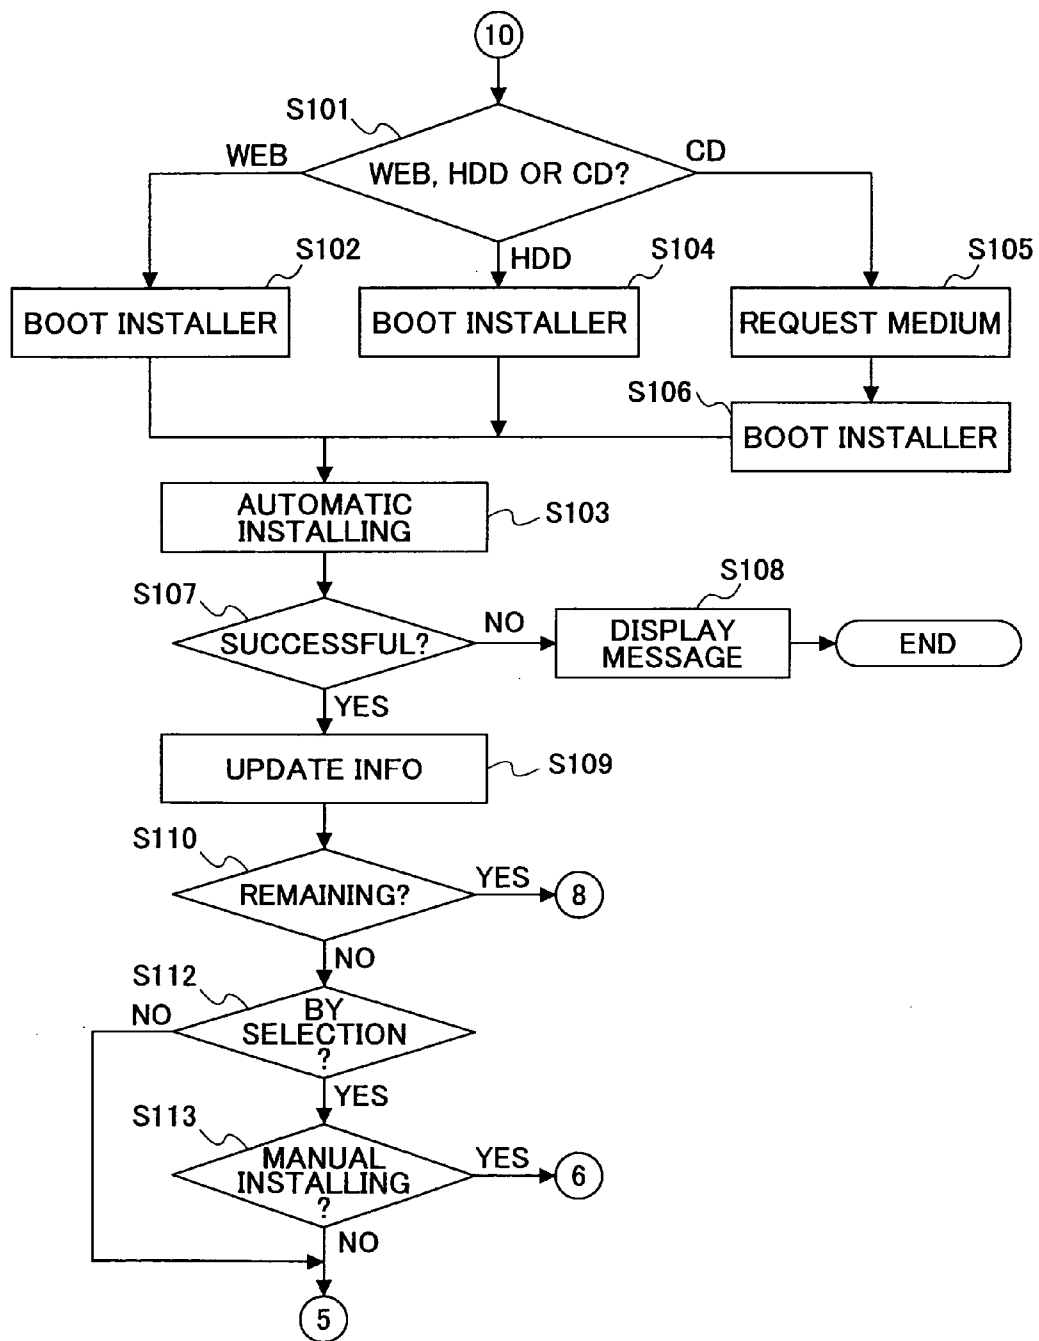 10
S101
WEB
WEB, HDD OR CD?
CD
S102
HDD
S104
S105
BOOT INSTALLER
BOOT INSTALLER
REQUEST MEDIUM
S106
BOOT INSTALLER
AUTOMATIC
INSTALLING
S103
S107
SUCCESSFUL?
NO
S108
DISPLAY
MESSAGE
END
YES
UPDATE INFO
S109
S110
REMAINING?
YES
8
NO
S112
NO
BY
SELECTION
?
YES
S113
MANUAL
INSTALLING
?
YES
6
NO
5